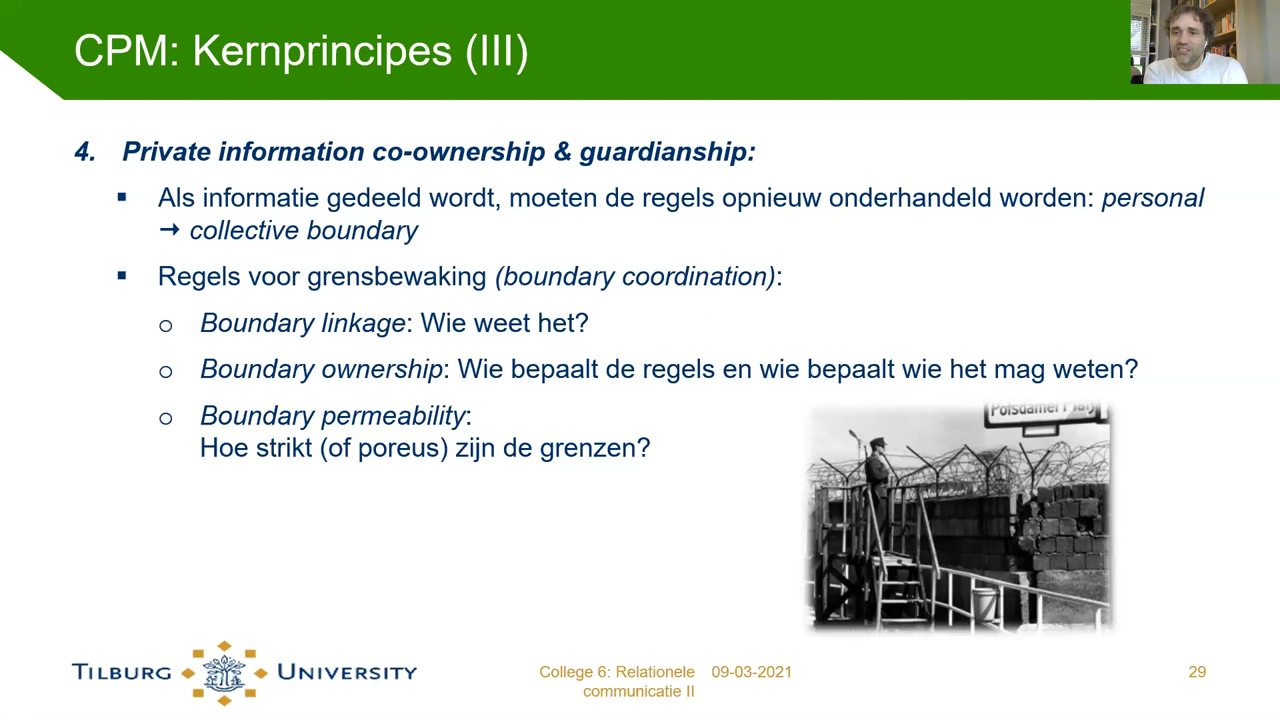 CPM: Kernprincipes (III)
4. Private information co-ownership & guardianship:
▪ Als informatie gedeeld wordt, moeten de regels opnieuw onderhandeld worden: personal
→ collective boundary
▪ Regels voor grensbewaking (boundary coordination):
o Boundary linkage: Wie weet het?
o Boundary ownership: Wie bepaalt de regels en wie bepaalt wie het mag weten?
o Boundary permeability:
Hoe strikt (of poreus) zijn de grenzen?
Potsdamer Platz
TILBURG UNIVERSITY
College 6: Relationele
communicatie II
09-03-2021
29